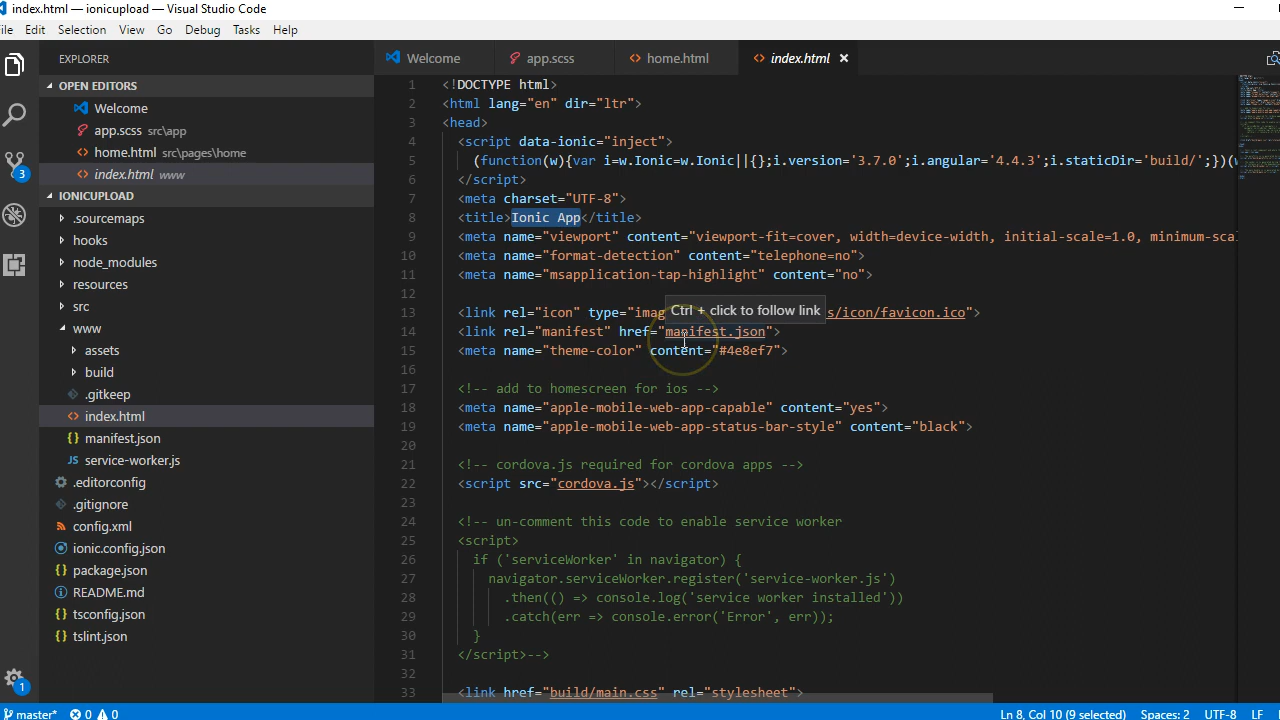 index.html — ionicupload — Visual Studio Code
ile Edit Selection View Go Debug Tasks Help
EXPLORER
OPEN EDITORS
Welcome
app.scss src\app
home.html src\pages\home
index.html www
IONICUPLOAD
.sourcemaps
hooks
node_modules
resources
src
www
assets
build
.gitkeep
index.html
manifest.json
JS service-worker.js
.editorconfig
.gitignore
config.xml
ionic.config.json
package.json
README.md
tsconfig.json
tslint.json
3
1
Welcome app.scss home.html index.html
1 <!DOCTYPE html>
2 <html lang="en" dir="ltr">
3 <head>
4 <script data-ionic="inject">
5 (function(w){var i=w.Ionic=w.Ionic||{};i.version='3.7.0';i.angular='4.4.3';i.staticDir='build/';})(w
6 </script>
7 <meta charset="UTF-8">
8 <title>Ionic App</title>
9 <meta name="viewport" content="viewport-fit=cover, width=device-width, initial-scale=1.0, minimum-scal
10 <meta name="format-detection" content="telephone=no">
11 <meta name="msapplication-tap-highlight" content="no">
12
13 <link rel="icon" type="imag s/icon/favicon.ico">
Ctrl + click to follow link
14 <link rel="manifest" href="manifest.json">
15 <meta name="theme-color" content="#4e8ef7">
16
17 <!-- add to homescreen for ios -->
18 <meta name="apple-mobile-web-app-capable" content="yes">
19 <meta name="apple-mobile-web-app-status-bar-style" content="black">
20
21 <!-- cordova.js required for cordova apps -->
22 <script src="cordova.js"></script>
23
24 <!-- un-comment this code to enable service worker
25 <script>
26 if ('serviceWorker' in navigator) {
27 navigator.serviceWorker.register('service-worker.js')
28 .then(() => console.log('service worker installed'))
29 .catch(err => console.error('Error', err));
30 }
31 </script>-->
32
33 <link href="build/main.css" rel="stylesheet">
master* 0 0 Ln 8, Col 10 (9 selected) Spaces: 2 UTF-8 LF